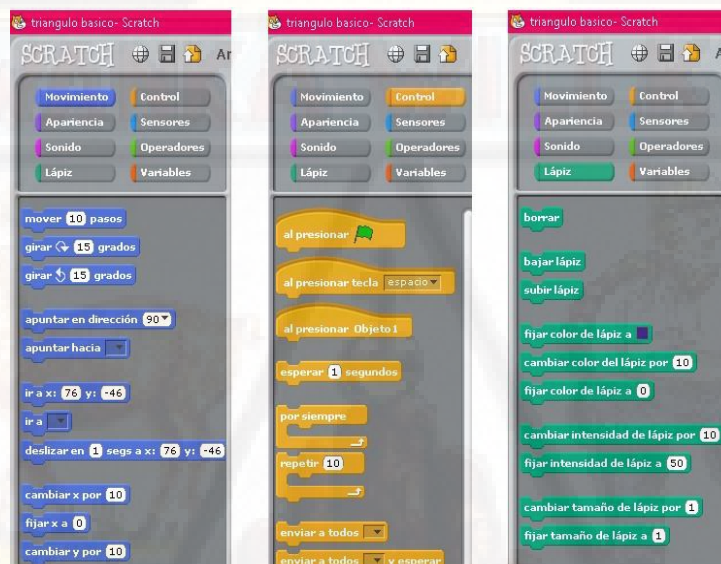 triangulo basico- Scratch
SCRATCH
Movimiento
Control
Apariencia
Sensores
Sonido
Operadores
Lápiz
Variables
mover 10 pasos
girar 15 grados
girar 15 grados
apuntar en dirección 90
apuntar hacia
ir a x: 76 y: -46
ir a
deslizar en 1 segs a x: 76 y: -46
cambiar x por 10
fijar x a 0
cambiar y por 10
triangulo basico- Scratch
SCRATCH Ar
Movimiento
Control
Apariencia
Sensores
Sonido
Operadores
Lápiz
Variables
al presionar
al presionar tecla espacio
al presionar Objeto1
esperar 1 segundos
por siempre
repetir 10
enviar a todos
enviar a todos y esperar
triangulo basico- Scratch
SCRATCH
Movimiento
Control
Apariencia
Sensores
Sonido
Operadores
Lápiz
Variables
borrar
bajar lápiz
subir lápiz
fijar color de lápiz a
cambiar color del lápiz por 10
fijar color de lápiz a 0
cambiar intensidad de lápiz por 10
fijar intensidad de lápiz a 50
cambiar tamaño de lápiz por 1
fijar tamaño de lápiz a 1